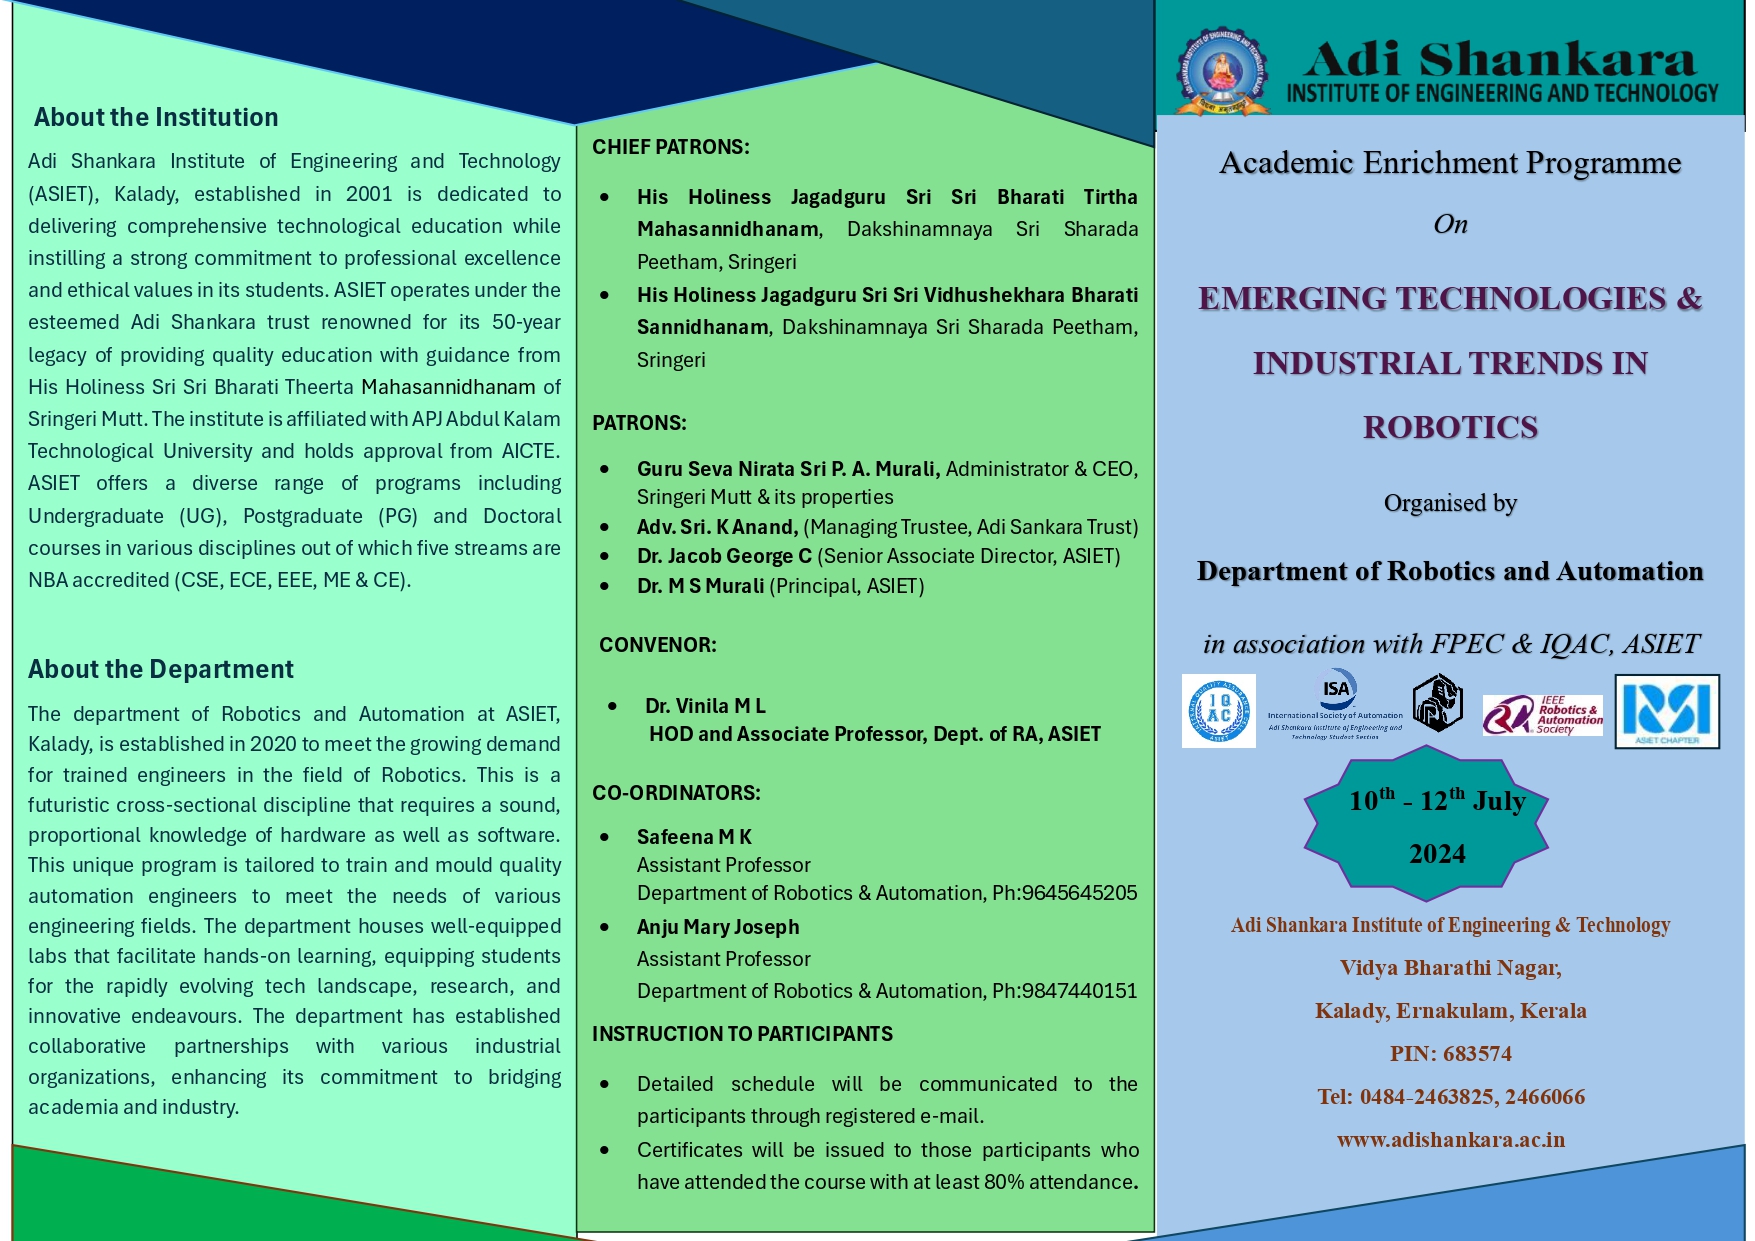 About the Institution
Adi Shankara Institute of Engineering and Technology
(ASIET), Kalady, established in 2001 is dedicated to
delivering comprehensive technological education while
instilling a strong commitment to professional excellence
and ethical values in its students. ASIET operates under the
esteemed Adi Shankara trust renowned for its 50-year
legacy of providing quality education with guidance from
His Holiness Sri Sri Bharati Theerta Mahasannidhanam of
Sringeri Mutt. The institute is affiliated with APJ Abdul Kalam
Technological University and holds approval from AICTE.
ASIET offers a diverse range of programs including
Undergraduate (UG), Postgraduate (PG) and Doctoral
courses in various disciplines out of which five streams are
NBA accredited (CSE, ECE, EEE, ME & CE).
About the Department
The department of Robotics and Automation at ASIET,
Kalady, is established in 2020 to meet the growing demand
for trained engineers in the field of Robotics. This is a
futuristic cross-sectional discipline that requires a sound,
proportional knowledge of hardware as well as software.
This unique program is tailored to train and mould quality
automation engineers to meet the needs of various
engineering fields. The department houses well-equipped
labs that facilitate hands-on learning, equipping students
for the rapidly evolving tech landscape, research, and
innovative endeavours. The department has established
collaborative partnerships with various industrial
organizations, enhancing its commitment to bridging
academia and industry.
CHIEF PATRONS:
• His Holiness Jagadguru Sri Sri Bharati Tirtha
Mahasannidhanam, Dakshinamnaya Sri Sharada
Peetham, Sringeri
• His Holiness Jagadguru Sri Sri Vidhushekhara Bharati
Sannidhanam, Dakshinamnaya Sri Sharada Peetham,
Sringeri
PATRONS:
• Guru Seva Nirata Sri P. A. Murali, Administrator & CEO,
Sringeri Mutt & its properties
• Adv. Sri. K Anand, (Managing Trustee, Adi Sankara Trust)
• Dr. Jacob George C (Senior Associate Director, ASIET)
• Dr. M S Murali (Principal, ASIET)
CONVENOR:
• Dr. Vinila M L
HOD and Associate Professor, Dept. of RA, ASIET
CO-ORDINATORS:
• Safeena M K
Assistant Professor
Department of Robotics & Automation, Ph:9645645205
• Anju Mary Joseph
Assistant Professor
Department of Robotics & Automation, Ph:9847440151
INSTRUCTION TO PARTICIPANTS
• Detailed schedule will be communicated to the
participants through registered e-mail.
• Certificates will be issued to those participants who
have attended the course with at least 80% attendance.
Adi Shankara
INSTITUTE OF ENGINEERING AND TECHNOLOGY
Academic Enrichment Programme
On
EMERGING TECHNOLOGIES &
INDUSTRIAL TRENDS IN
ROBOTICS
Organised by
Department of Robotics and Automation
in association with FPEC & IQAC, ASIET
IQ
AC
ASIET
ISA
International Society of Automation
Adi Shankara Institute of Engineering and
Technology Student Section
IEEE
Robotics &
Automation
Society
RSI
ASIET CHAPTER
10th - 12th July
2024
Adi Shankara Institute of Engineering & Technology
Vidya Bharathi Nagar,
Kalady, Ernakulam, Kerala
PIN: 683574
Tel: 0484-2463825, 2466066
www.adishankara.ac.in